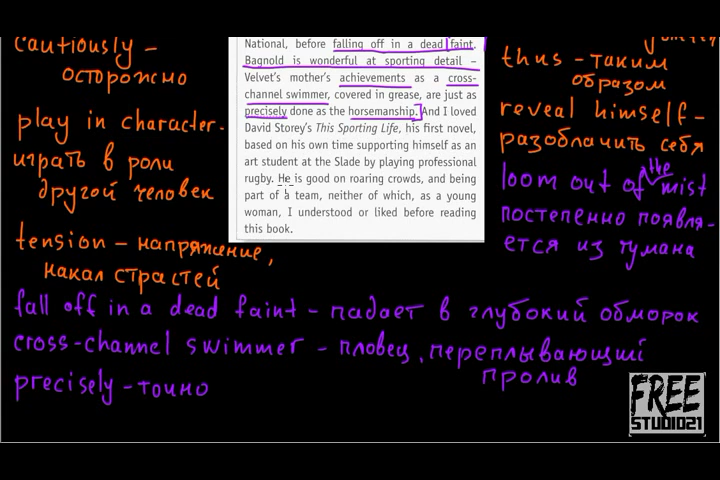 cautiously –
осторожно
play in character –
играть в роли
другой человек
tension – напряжение,
накал страстей
National, before falling off in a dead faint.
Bagnold is wonderful at sporting detail –
Velvet's mother's achievements as a cross-
channel swimmer, covered in grease, are just as
precisely done as the horsemanship. And I loved
David Storey's This Sporting Life, his first novel,
based on his own time supporting himself as an
art student at the Slade by playing professional
rugby. He is good on roaring crowds, and being
part of a team, neither of which, as a young
woman, I understood or liked before reading
this book.
thus – таким
образом
reveal himself –
разоблачить себя
loom out of the mist
постепенно появля-
ется из тумана
fall off in a dead faint – падает в глубокий обморок
cross-channel swimmer – пловец, переплывающий
пролив
precisely – точно
FREE
STUDIO21